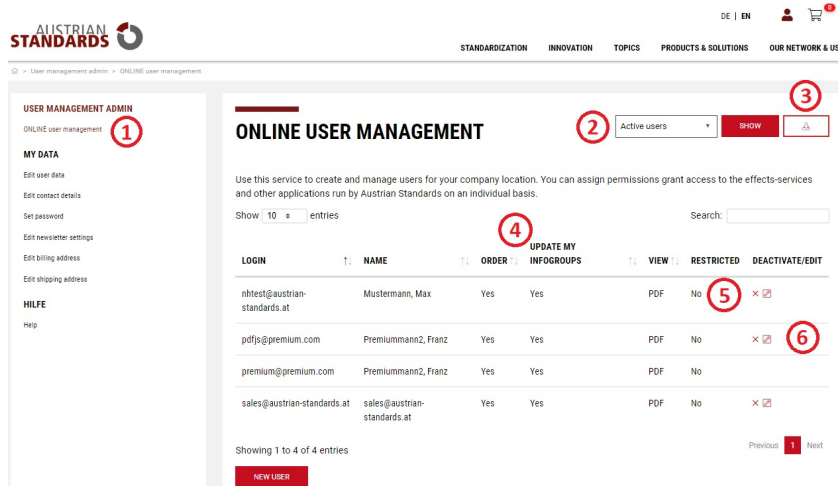 DE | EN
0
AUSTRIAN
STANDARDS
STANDARDIZATION INNOVATION TOPICS PRODUCTS & SOLUTIONS OUR NETWORK & US
> User management admin > ONLINE user management
USER MANAGEMENT ADMIN
ONLINE user management
1
MY DATA
Edit user data
Edit contact details
Set password
Edit newsletter settings
Edit billing address
Edit shipping address
HILFE
Help
3
ONLINE USER MANAGEMENT
2
Active users
SHOW
Use this service to create and manage users for your company location. You can assign permissions grant access to the effects-services
and other applications run by Austrian Standards on an individual basis.
Show 10 entries
Search:
4
LOGIN NAME ORDER UPDATE MY INFOGROUPS VIEW RESTRICTED DEACTIVATE/EDIT
nhtest@austrian-standards.at Mustermann, Max Yes Yes PDF No
5
pdfjs@premium.com Premiummann2, Franz Yes Yes PDF No
6
premium@premium.com Premiummann2, Franz Yes Yes PDF No
sales@austrian-standards.at sales@austrian-standards.at Yes Yes PDF No
Showing 1 to 4 of 4 entries
Previous 1 Next
NEW USER